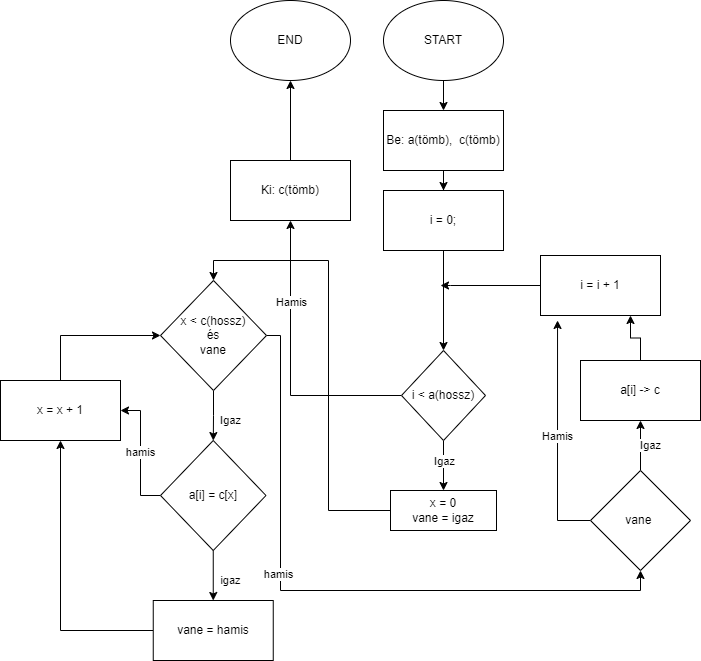 END
START
Be: a(tömb), c(tömb)
Ki: c(tömb)
i = 0;
i = i + 1
Hamis
x < c(hossz)
és
vane
i < a(hossz)
a[i] -> c
x = x + 1
Igaz
hamis
Igaz
Hamis
Igaz
a[i] = c[x]
x = 0
vane = igaz
vane
hamis
igaz
vane = hamis